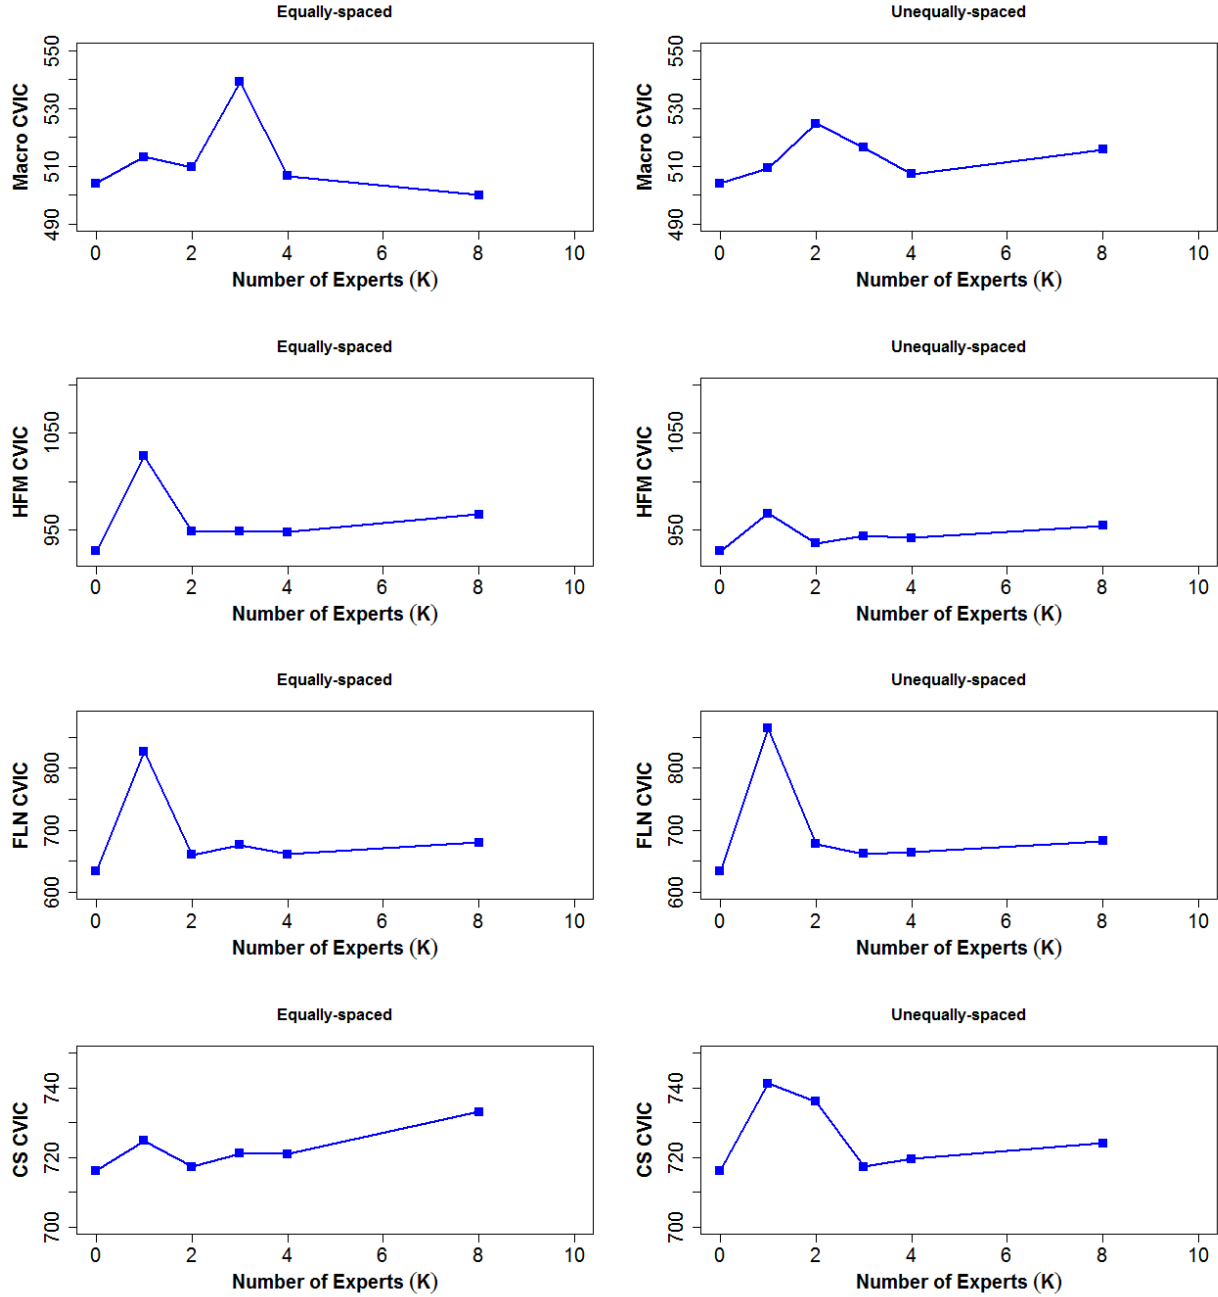 Equally-spaced
Macro CVIC
550
530
510
490
0 2 4 6 8 10
Number of Experts (K)
Unequally-spaced
Macro CVIC
550
530
510
490
0 2 4 6 8 10
Number of Experts (K)
Equally-spaced
HFM CVIC
1050
950
0 2 4 6 8 10
Number of Experts (K)
Unequally-spaced
HFM CVIC
1050
950
0 2 4 6 8 10
Number of Experts (K)
Equally-spaced
FLN CVIC
800
700
600
0 2 4 6 8 10
Number of Experts (K)
Unequally-spaced
FLN CVIC
800
700
600
0 2 4 6 8 10
Number of Experts (K)
Equally-spaced
CS CVIC
740
720
700
0 2 4 6 8 10
Number of Experts (K)
Unequally-spaced
CS CVIC
740
720
700
0 2 4 6 8 10
Number of Experts (K)